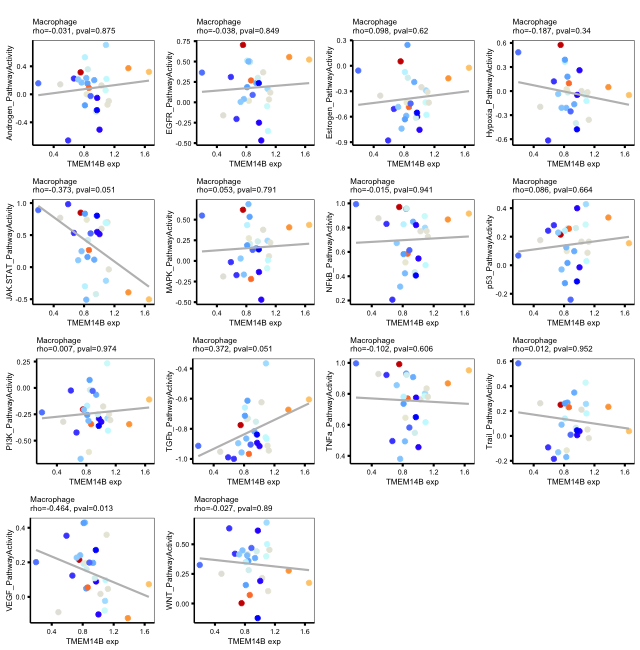 Macrophage
rho=-0.031, pval=0.875
Androgen_PathwayActivity
0.4
0.0
-0.4
0.4
0.8
1.2
1.6
TMEM14B exp
Macrophage
rho=-0.038, pval=0.849
EGFR_PathwayActivity
0.75
0.50
0.25
0.00
-0.25
-0.50
0.4
0.8
1.2
1.6
TMEM14B exp
Macrophage
rho=0.098, pval=0.62
Estrogen_PathwayActivity
0.3
0.0
-0.3
-0.6
-0.9
0.4
0.8
1.2
1.6
TMEM14B exp
Macrophage
rho=-0.187, pval=0.34
Hypoxia_PathwayActivity
0.6
0.3
0.0
-0.3
-0.6
0.4
0.8
1.2
1.6
TMEM14B exp
Macrophage
rho=-0.373, pval=0.051
JAK.STAT_PathwayActivity
1.0
0.5
0.0
-0.5
0.4
0.8
1.2
1.6
TMEM14B exp
Macrophage
rho=0.053, pval=0.791
MAPK_PathwayActivity
0.50
0.25
0.00
-0.25
-0.50
0.4
0.8
1.2
1.6
TMEM14B exp
Macrophage
rho=-0.015, pval=0.941
NFkB_PathwayActivity
1.0
0.8
0.6
0.4
0.2
0.4
0.8
1.2
1.6
TMEM14B exp
Macrophage
rho=0.086, pval=0.664
p53_PathwayActivity
0.4
0.2
0.0
-0.2
0.4
0.8
1.2
1.6
TMEM14B exp
Macrophage
rho=0.007, pval=0.974
PI3K_PathwayActivity
0.25
0.00
-0.25
-0.50
0.4
0.8
1.2
1.6
TMEM14B exp
Macrophage
rho=0.372, pval=0.051
TGFb_PathwayActivity
-0.4
-0.6
-0.8
-1.0
0.4
0.8
1.2
1.6
TMEM14B exp
Macrophage
rho=-0.102, pval=0.606
TNFa_PathwayActivity
1.0
0.8
0.6
0.4
0.4
0.8
1.2
1.6
TMEM14B exp
Macrophage
rho=0.012, pval=0.952
Trail_PathwayActivity
0.6
0.4
0.2
0.0
-0.2
0.4
0.8
1.2
1.6
TMEM14B exp
Macrophage
rho=-0.464, pval=0.013
VEGF_PathwayActivity
0.4
0.2
0.0
0.4
0.8
1.2
1.6
TMEM14B exp
Macrophage
rho=-0.027, pval=0.89
WNT_PathwayActivity
0.50
0.25
0.00
0.4
0.8
1.2
1.6
TMEM14B exp